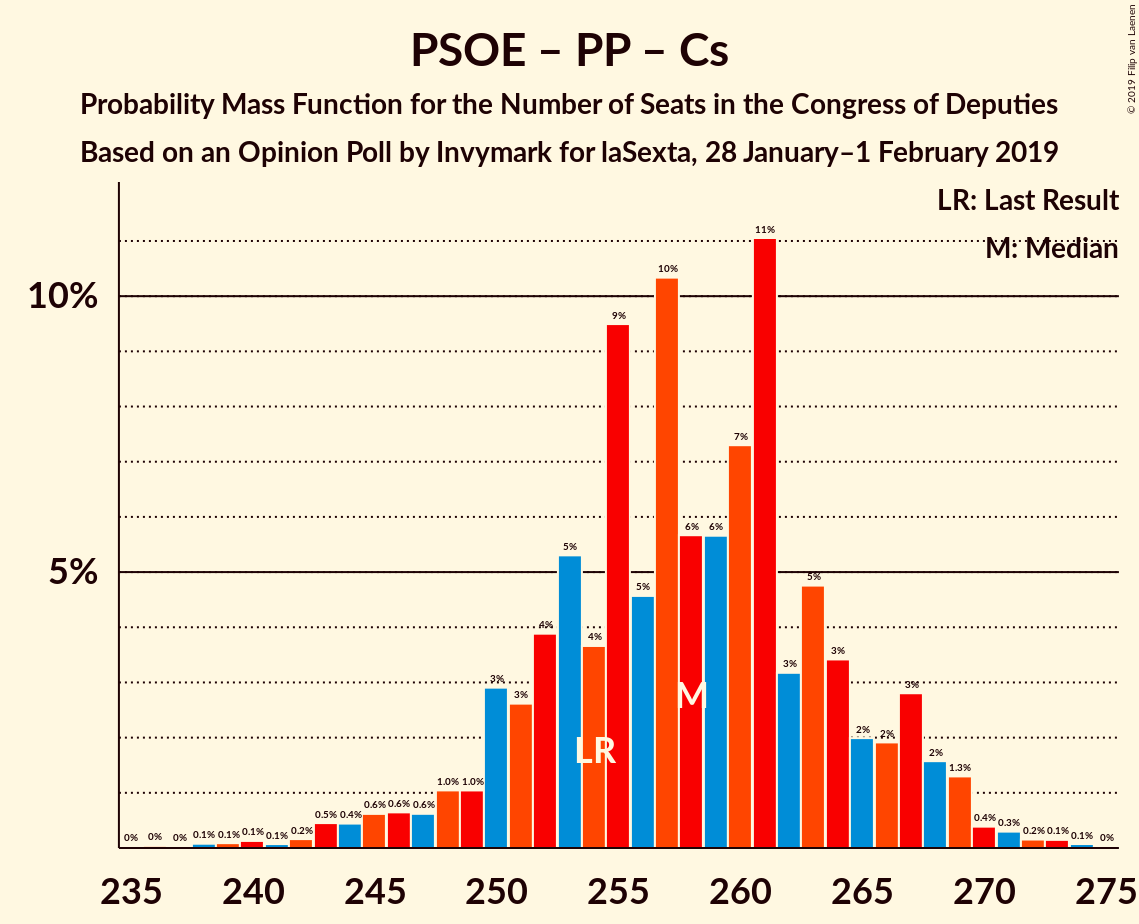 PSOE – PP – Cs
Probability Mass Function for the Number of Seats in the Congress of Deputies
Based on an Opinion Poll by Invymark for laSexta, 28 January–1 February 2019
© 2019 Filip van Laenen
LR: Last Result
M: Median
10%
5%
0% 0% 0% 0.1% 0.1% 0.1% 0.1% 0.2% 0.5% 0.4% 0.6% 0.6% 0.6% 1.0% 1.0% 3% 3% 4% 5% 4% 9% 5% 10% 6% 6% 7% 11% 3% 5% 3% 2% 2% 3% 2% 1.3% 0.4% 0.3% 0.2% 0.1% 0.1% 0%
M
LR
235 240 245 250 255 260 265 270 275